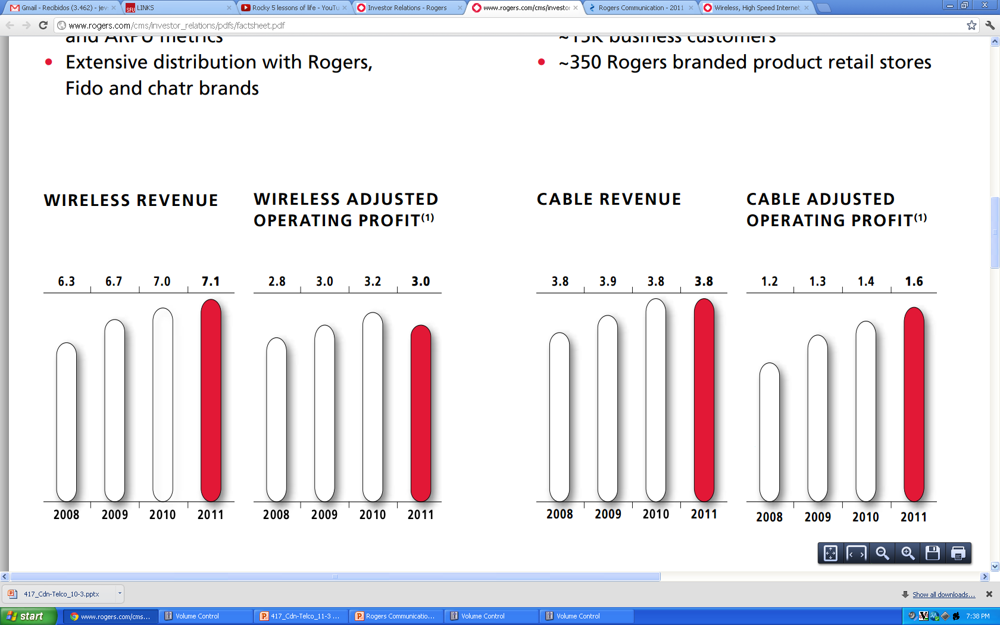 Gmail - Recibidos (3.462) - jev
LINKS
Rocky 5 lessons of life - YouTu
Investor Relations - Rogers
www.rogers.com/cms/investor
Rogers Communication - 2011
Wireless, High Speed Internet
www.rogers.com/cms/investor_relations/pdfs/factsheet.pdf
and ARPU metrics
• Extensive distribution with Rogers,
Fido and chatr brands
~15K business customers
• ~350 Rogers branded product retail stores
WIRELESS REVENUE
6.3 6.7 7.0 7.1
2008 2009 2010 2011
WIRELESS ADJUSTED
OPERATING PROFIT(1)
2.8 3.0 3.2 3.0
2008 2009 2010 2011
CABLE REVENUE
3.8 3.9 3.8 3.8
2008 2009 2010 2011
CABLE ADJUSTED
OPERATING PROFIT(1)
1.2 1.3 1.4 1.6
2008 2009 2010 2011
417_Cdn-Telco_10-3.pptx
Show all downloads...
start
www.rogers.com/cms...
Volume Control
417_Cdn-Telco_11-3 ...
Rogers Communicatio...
Volume Control
Volume Control
7:38 PM